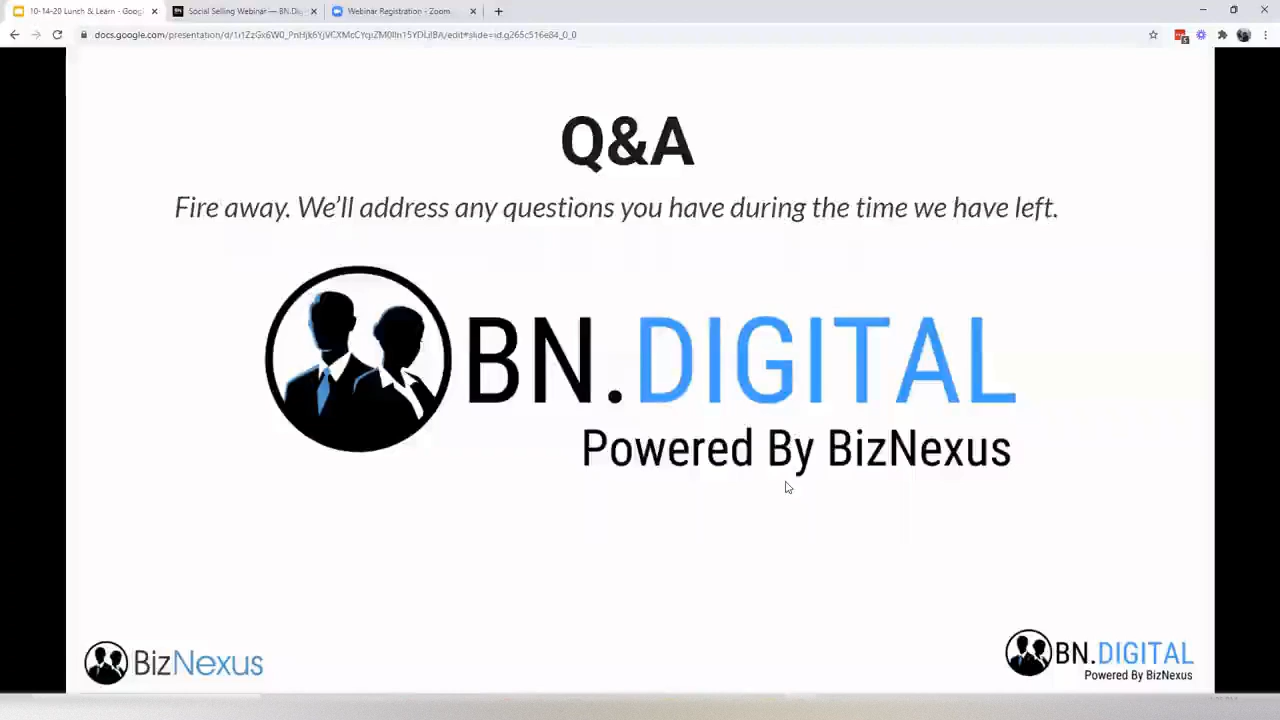 10-14-20 Lunch & Learn - Googl
Social Selling Webinar — BN.Dig
Webinar Registration - Zoom
Q&A
Fire away. We'll address any questions you have during the time we have left.
BN.DIGITAL
Powered By BizNexus
BizNexus
BN.DIGITAL
Powered By BizNexus